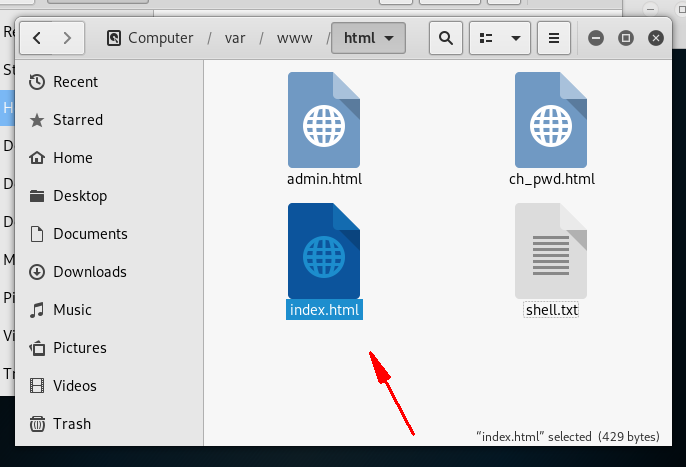 Computer / var / www / html
Recent
Starred
Home
Desktop
Documents
Downloads
Music
Pictures
Videos
Trash
admin.html
ch_pwd.html
index.html
shell.txt
“index.html” selected (429 bytes)